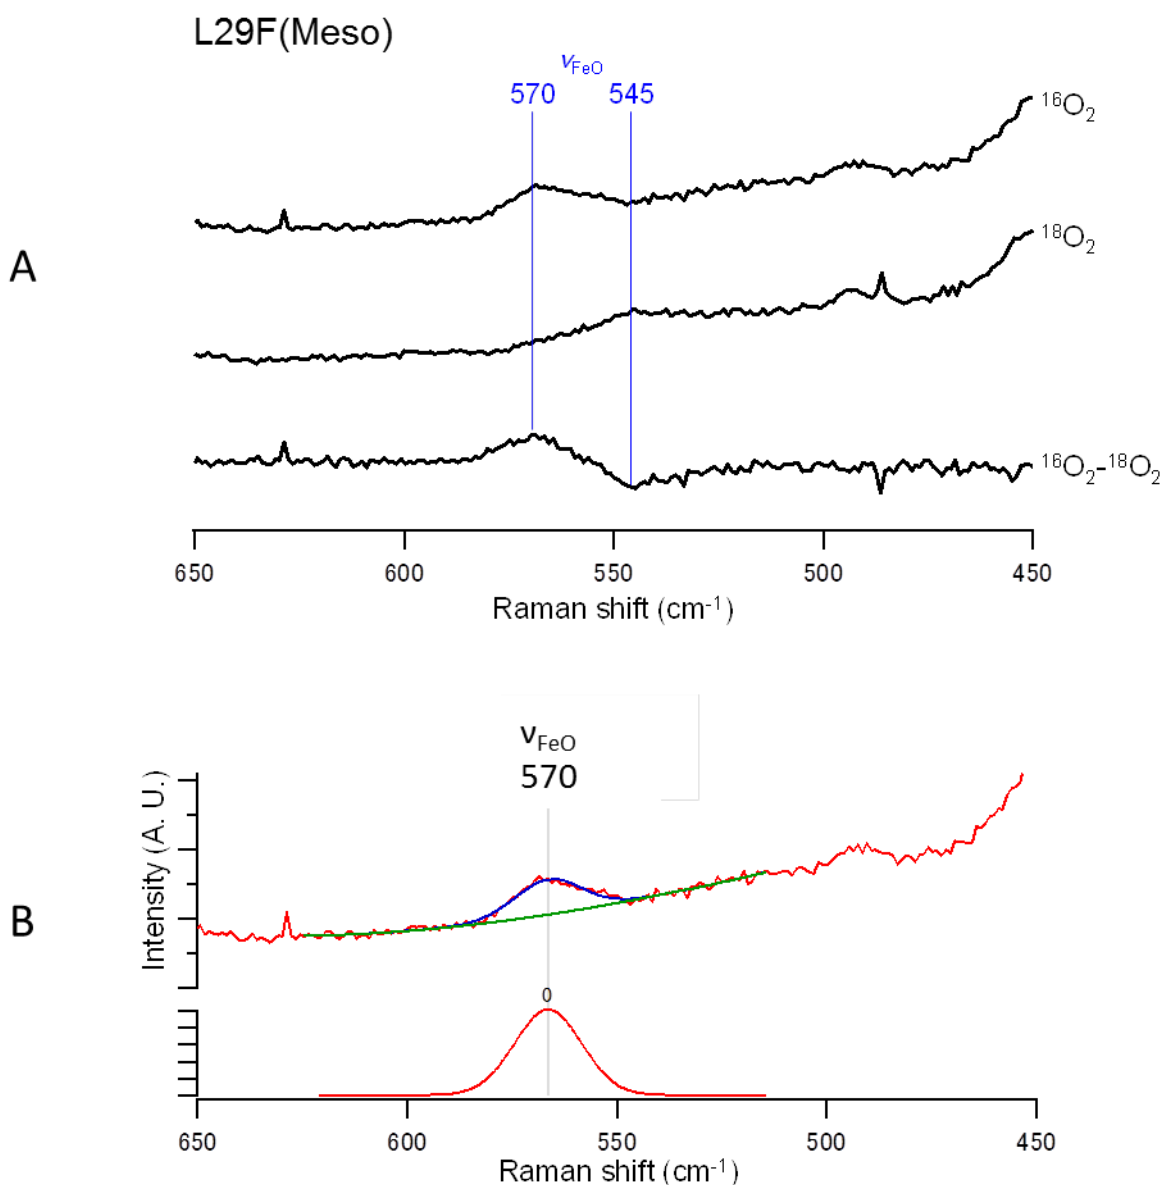 L29F(Meso)
νFeO
570 545
16O2
A
18O2
16O2-18O2
650 600 550 500 450
Raman shift (cm-1)
νFeO
570
Intensity (A. U.)
B
0
650 600 550 500 450
Raman shift (cm-1)